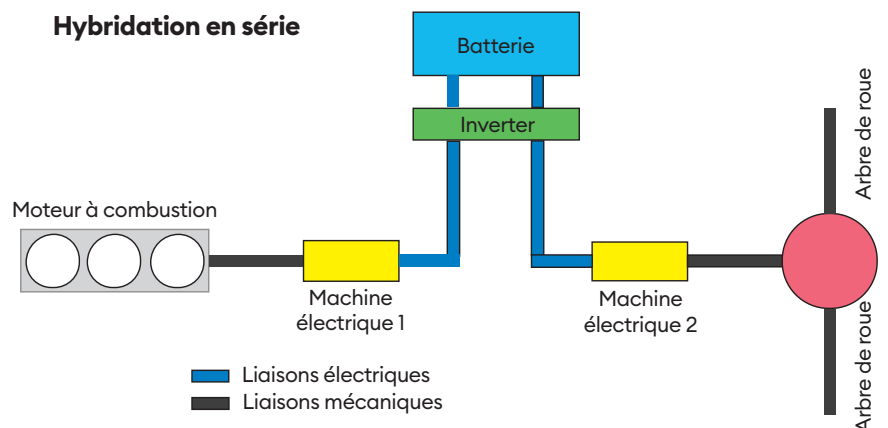 Hybridation en série
Batterie
Inverter
Arbre de roue
Moteur à combustion
Machine
électrique 1
Machine
électrique 2
Arbre de roue
Liaisons électriques
Liaisons mécaniques